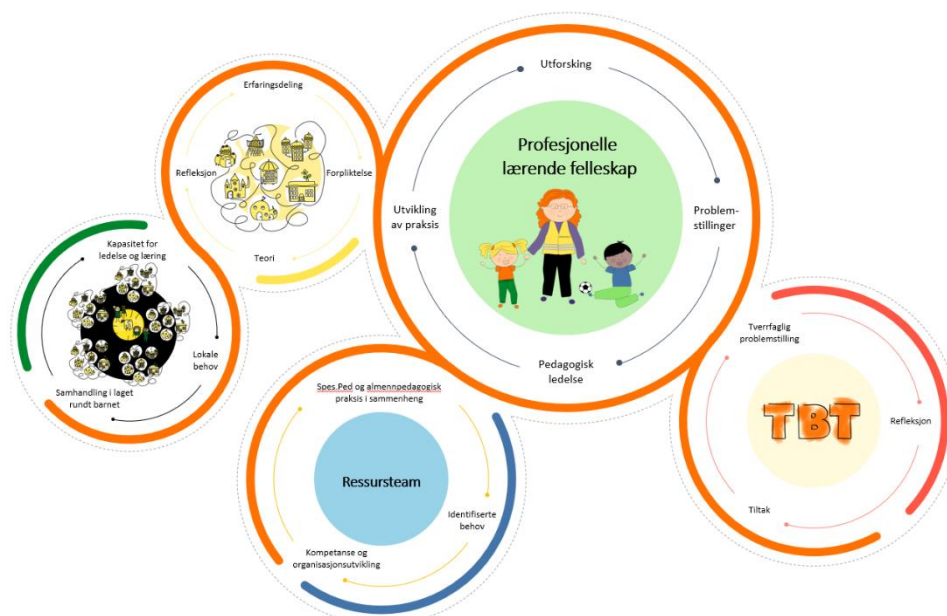 Erfaringsdeling
Refleksjon
Forpliktelse
Teori
Utforsking
Profesjonelle
lærende felleskap
Utvikling
av praksis
Problem-
stillinger
Pedagogisk
ledelse
Kapasitet for
ledelse og læring
Lokale
behov
Samhandling i laget
rundt barnet
Spes.Ped og almennpedagogisk
praksis i sammenheng
Ressursteam
Identifiserte
behov
Kompetanse og
organisasjonsutvikling
Tverrfaglig
problemstilling
TBT
Refleksjon
Tiltak